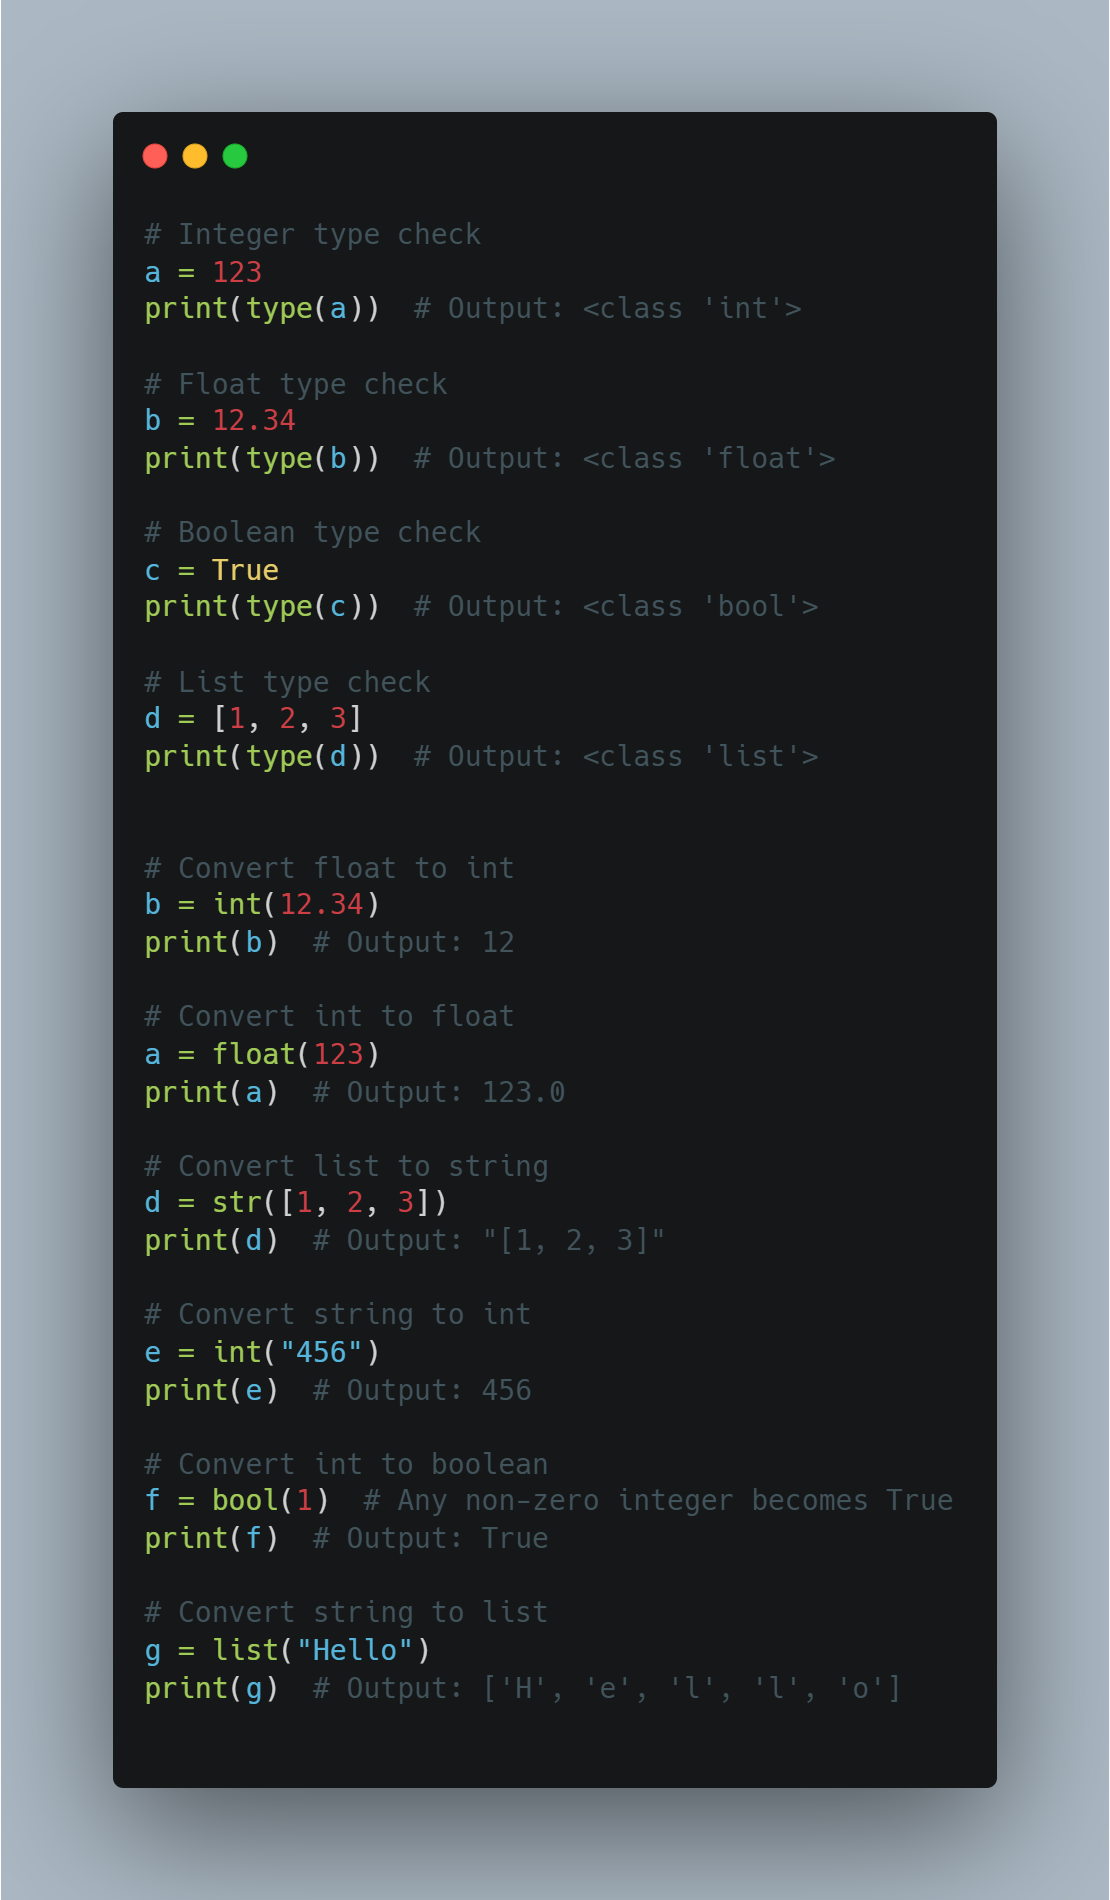 # Integer type check
a = 123
print(type(a))  # Output: <class 'int'>

# Float type check
b = 12.34
print(type(b))  # Output: <class 'float'>

# Boolean type check
c = True
print(type(c))  # Output: <class 'bool'>

# List type check
d = [1, 2, 3]
print(type(d))  # Output: <class 'list'>


# Convert float to int
b = int(12.34)
print(b)  # Output: 12

# Convert int to float
a = float(123)
print(a)  # Output: 123.0

# Convert list to string
d = str([1, 2, 3])
print(d)  # Output: "[1, 2, 3]"

# Convert string to int
e = int("456")
print(e)  # Output: 456

# Convert int to boolean
f = bool(1)  # Any non-zero integer becomes True
print(f)  # Output: True

# Convert string to list
g = list("Hello")
print(g)  # Output: ['H', 'e', 'l', 'l', 'o']